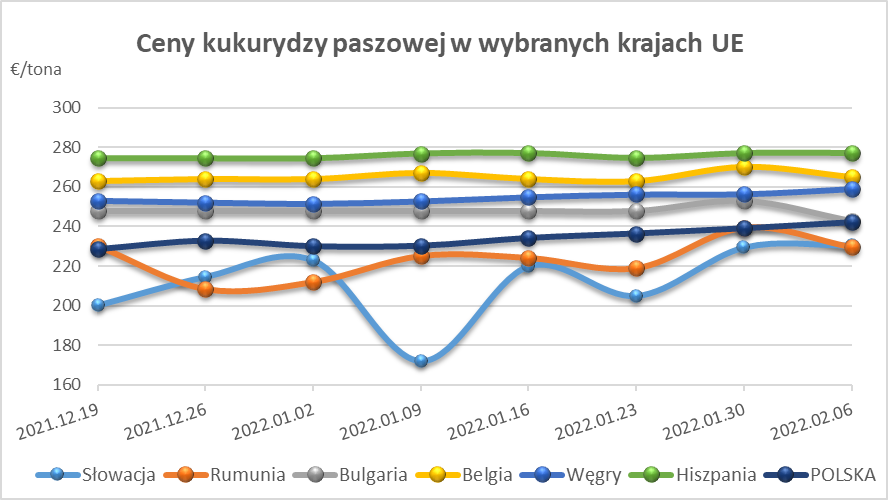 Ceny kukurydzy paszowej w wybranych krajach UE
€/tona
300
280
260
240
220
200
180
160
2021.12.19 2021.12.26 2022.01.02 2022.01.09 2022.01.16 2022.01.23 2022.01.30 2022.02.06
Słowacja Rumunia Bulgaria Belgia Węgry Hiszpania POLSKA